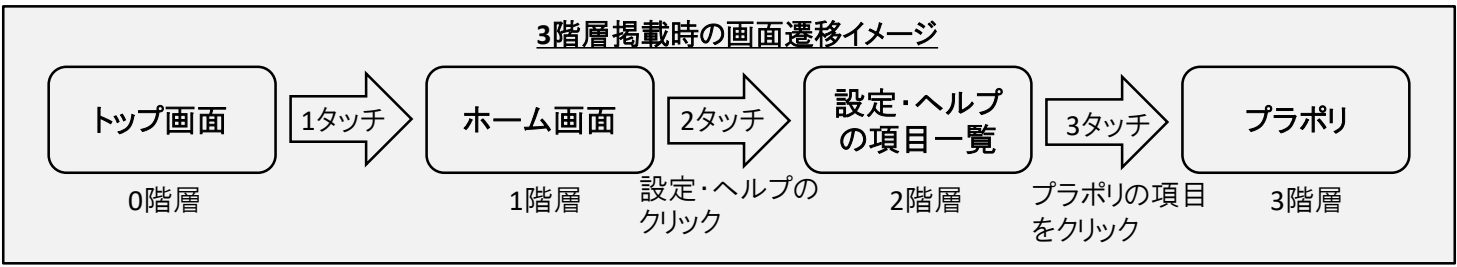 3階層掲載時の画面遷移イメージ
トップ画面
1タッチ
ホーム画面
2タッチ
設定・ヘルプ
の項目一覧
3タッチ
プラポリ
0階層
1階層
設定・ヘルプの
クリック
2階層
プラポリの項目
をクリック
3階層